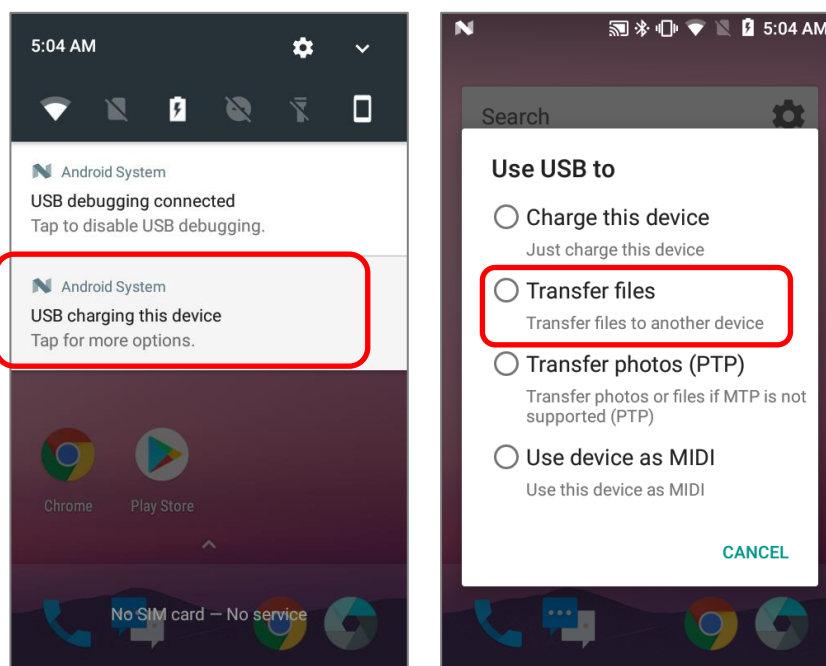 5:04 AM
Android System
USB debugging connected
Tap to disable USB debugging.
Android System
USB charging this device
Tap for more options.
Chrome
Play Store
No SIM card — No service
5:04 AM
Search
Use USB to
Charge this device
Just charge this device
Transfer files
Transfer files to another device
Transfer photos (PTP)
Transfer photos or files if MTP is not
supported (PTP)
Use device as MIDI
Use this device as MIDI
CANCEL